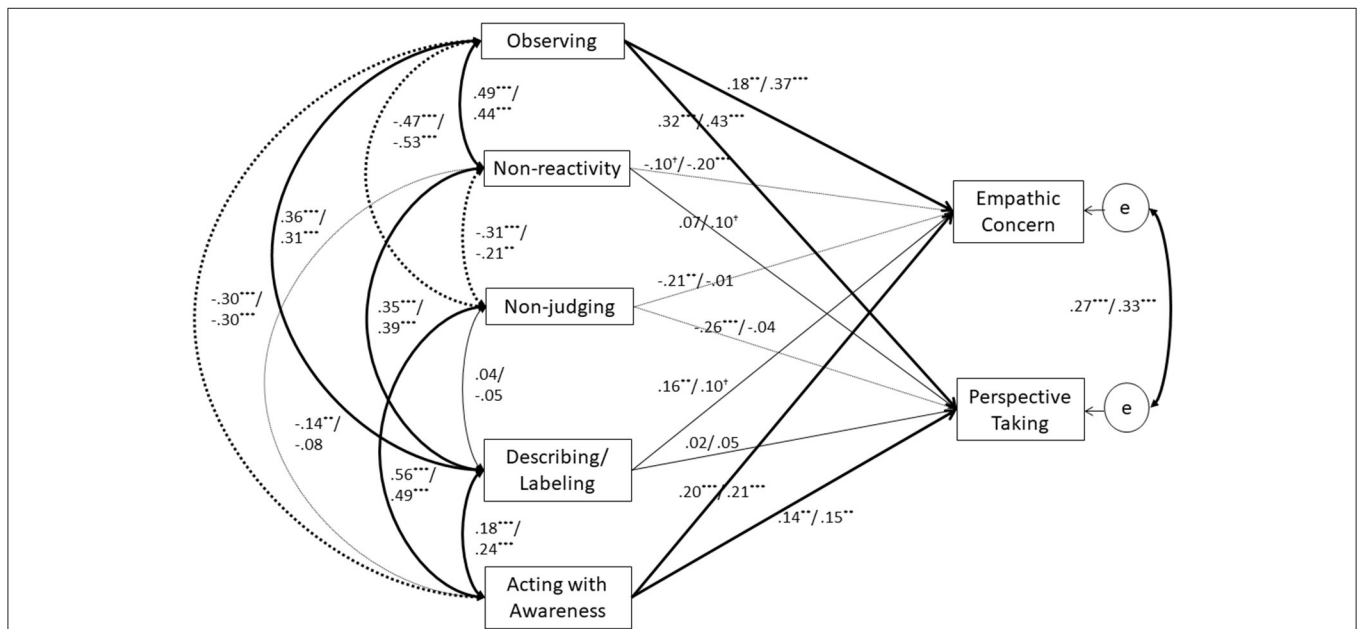 Observing
.18**/.37***
.49***/
.44***
-.47***/
-.53***
.32***/.43***
Non-reactivity
-.10†/-.20***
Empathic
Concern
e
.36***/
.31***
.07/.10†
-.31***/
-.21**
-.21**/-.01
Non-judging
-.30***/
-.30***
.35***/
.39***
.27***/.33***
-.26***/-.04
.04/
-.05
.16**/.10†
Perspective
Taking
e
-.14**/
-.08
.02/.05
Describing/
Labeling
.56***/
.49***
.20***/.21***
.14**/.15**
.18***/
.24***
Acting with
Awareness